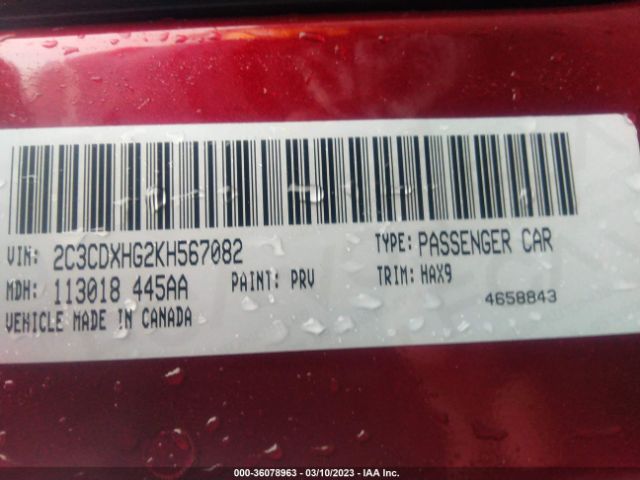 VIN: 2C3CDXHG2KH567082 TYPE: PASSENGER CAR
MDH: 113018 445AA PAINT: PRV TRIM: HAX9
VEHICLE MADE IN CANADA 4658843
000-36078963 - 03/10/2023 - IAA Inc.